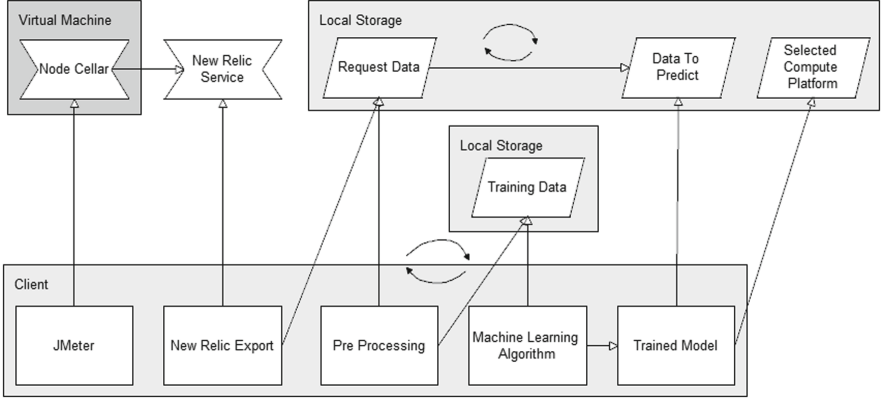 Virtual Machine
Node Cellar
New Relic
Service
Local Storage
Request Data
Data To
Predict
Selected
Compute
Platform
Local Storage
Training Data
Client
JMeter
New Relic Export
Pre Processing
Machine Learning
Algorithm
Trained Model